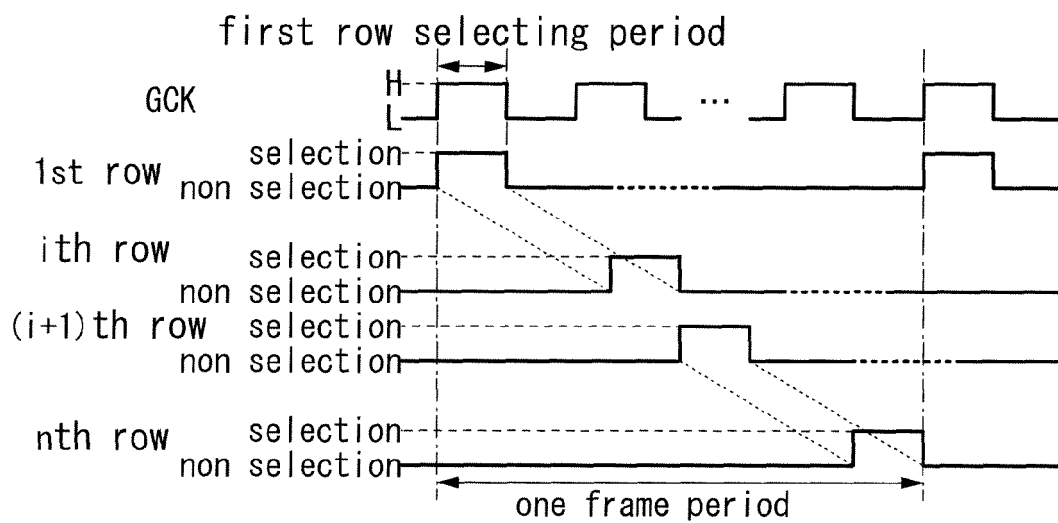 first row selecting period
GCK
H
L
...
1st row
selection
non selection
ith row
selection
non selection
(i+1)th row
selection
non selection
nth row
selection
non selection
one frame period